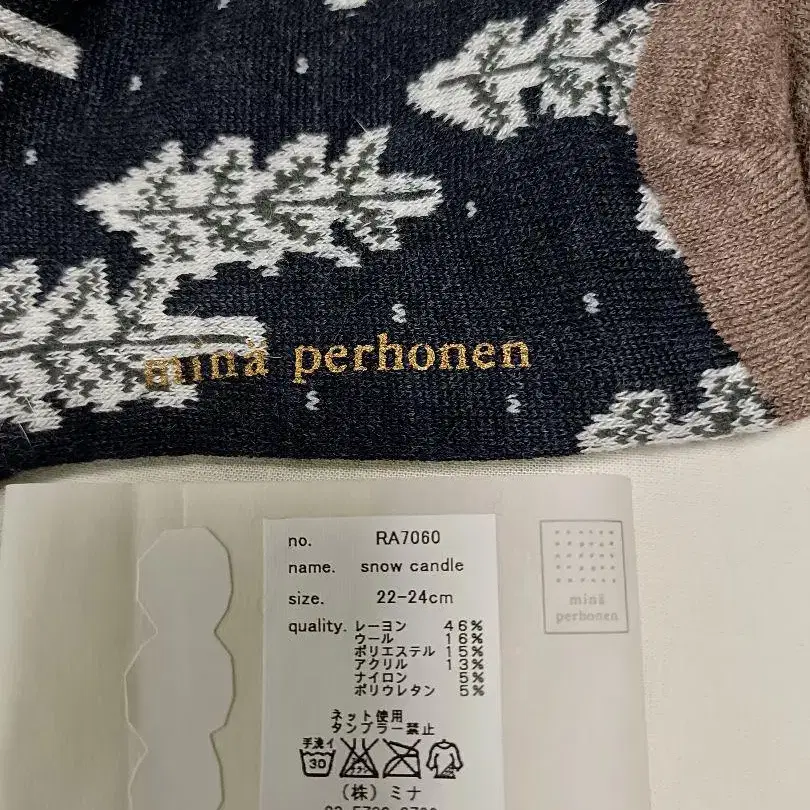 minä perhonen
no. RA7060
name. snow candle
size. 22-24cm
quality. レーヨン 46%
ウール 16%
ポリエステル 15%
アクリル 13%
ナイロン 5%
ポリウレタン 5%
ネット使用
タンブラー禁止
手洗イ
30
(株) ミナ
minä
perhonen